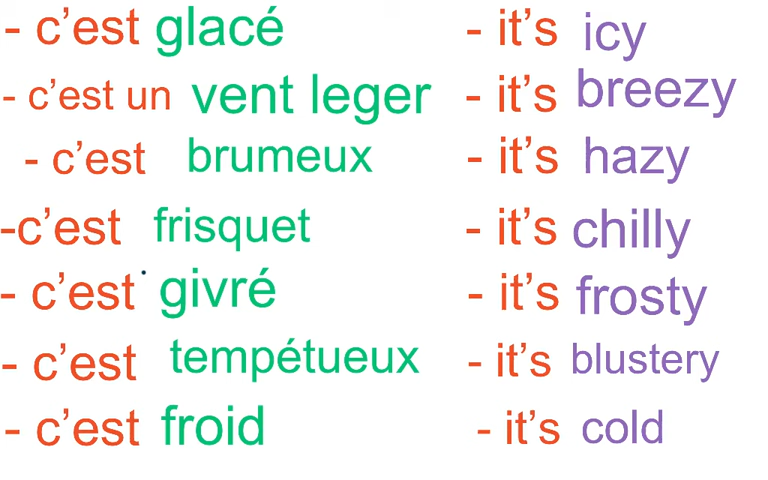 - c’est glacé - it’s icy
- c’est un vent leger - it’s breezy
- c’est brumeux - it’s hazy
-c’est frisquet - it’s chilly
- c’est givré - it’s frosty
- c’est tempétueux - it’s blustery
- c’est froid - it’s cold